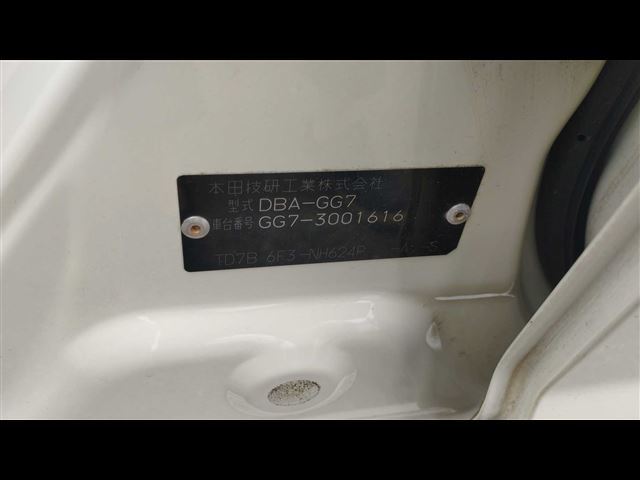 本田技研工業株式会社
型式 DBA-GG7
車台番号 GG7-3001616
TD7B 6F3-NH624P -A: -S